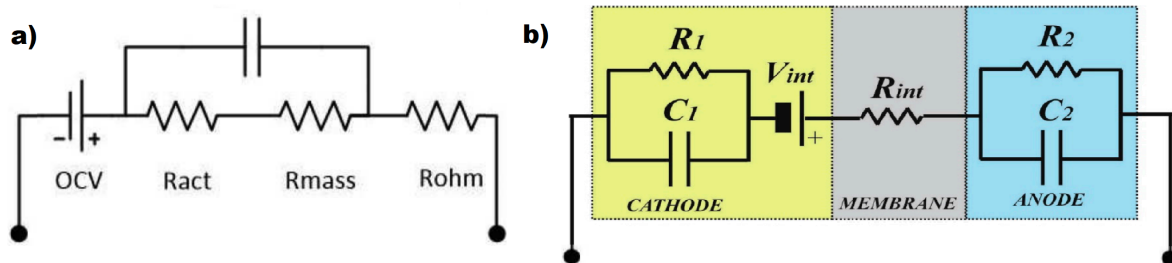 a)
- +
OCV
Ract
Rmass
Rohm
b)
R1
R2
Vint
Rint
C1
C2
+
CATHODE
MEMBRANE
ANODE